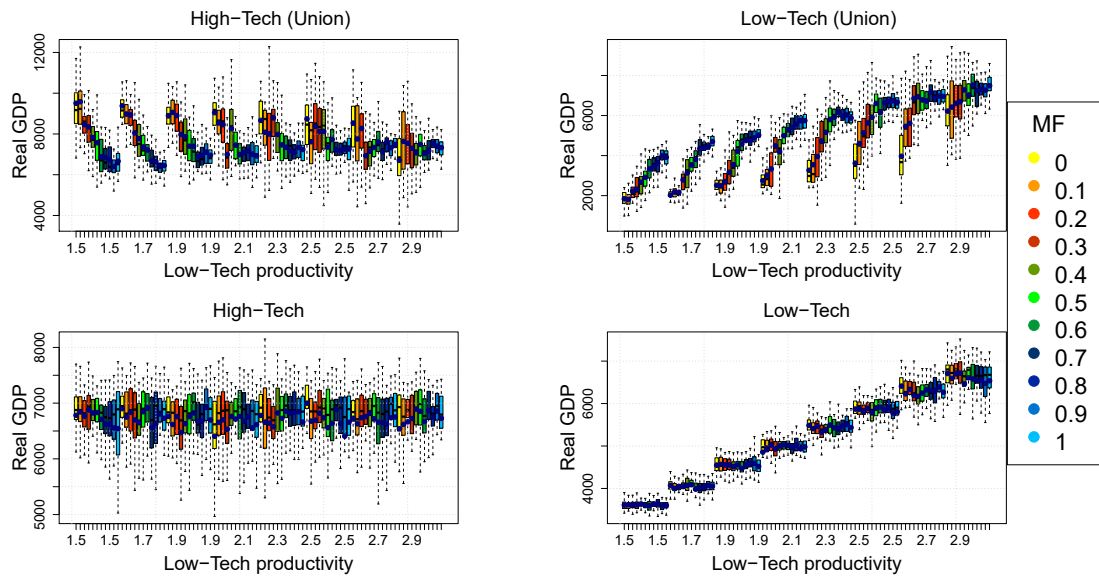 High−Tech (Union)
Real GDP
12000
8000
4000
1.5 1.5 1.7 1.9 1.9 2.1 2.3 2.5 2.5 2.7 2.9
Low−Tech productivity
Low−Tech (Union)
Real GDP
6000
2000
1.5 1.5 1.7 1.9 1.9 2.1 2.3 2.5 2.5 2.7 2.9
Low−Tech productivity
High−Tech
Real GDP
8000
7000
6000
5000
1.5 1.5 1.7 1.9 1.9 2.1 2.3 2.5 2.5 2.7 2.9
Low−Tech productivity
Low−Tech
Real GDP
6000
4000
1.5 1.5 1.7 1.9 1.9 2.1 2.3 2.5 2.5 2.7 2.9
Low−Tech productivity
MF
0
0.1
0.2
0.3
0.4
0.5
0.6
0.7
0.8
0.9
1